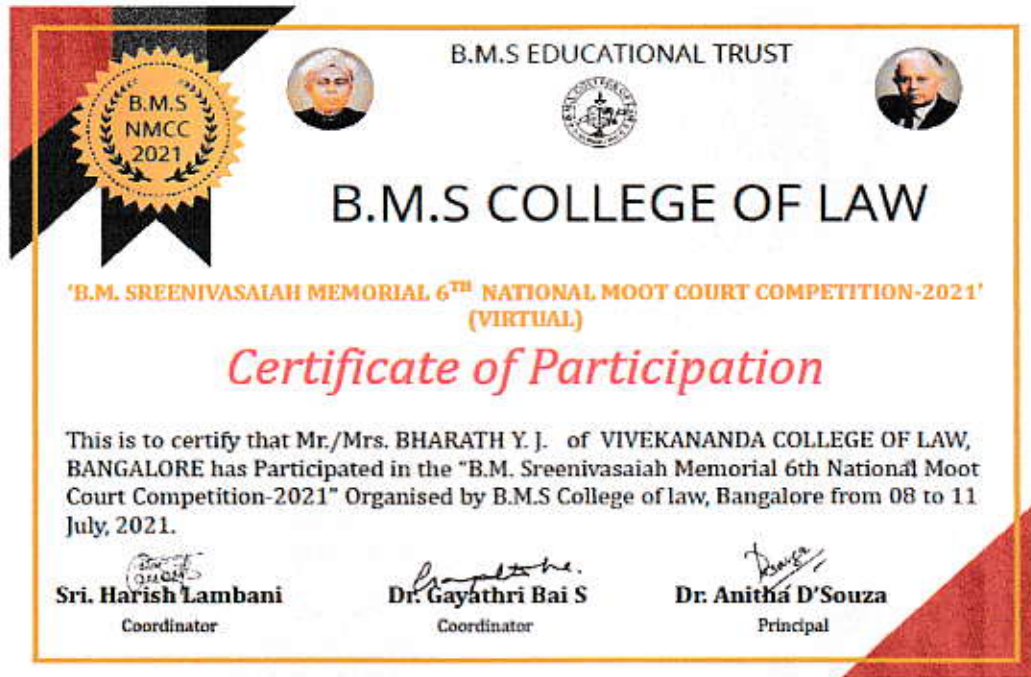 B.M.S
NMCC
2021
B.M.S EDUCATIONAL TRUST
B.M.S COLLEGE OF LAW
'B.M. SREENIVASAIAH MEMORIAL 6TH NATIONAL MOOT COURT COMPETITION-2021'
(VIRTUAL)
Certificate of Participation
This is to certify that Mr./Mrs. BHARATH Y. J. of VIVEKANANDA COLLEGE OF LAW,
BANGALORE has Participated in the "B.M. Sreenivasaiah Memorial 6th National Moot
Court Competition-2021" Organised by B.M.S College of law, Bangalore from 08 to 11
July, 2021.
Sri. Harish Lambani
Coordinator
Dr. Gayathri Bai S
Coordinator
Dr. Anitha D'Souza
Principal